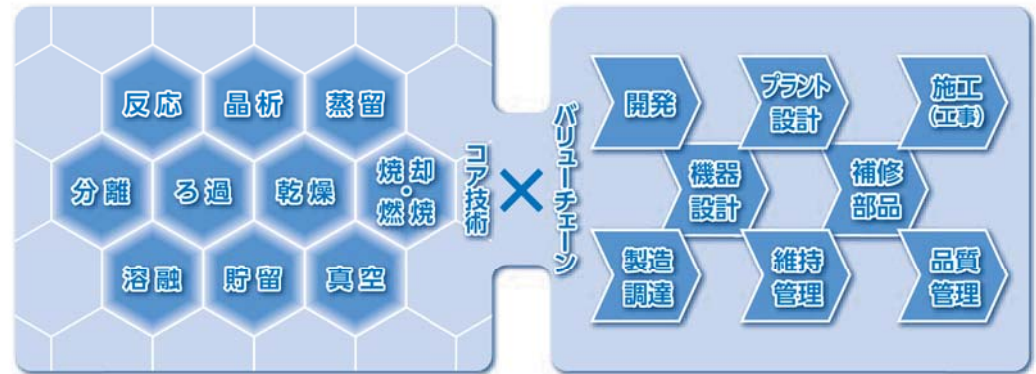 反応
晶析
蒸留
分離
ろ過
乾燥
焼却
・
燃焼
溶融
貯留
真空
コア技術
×
バリューチェーン
開発
プラント
設計
施工
(工事)
機器
設計
補修
部品
製造
調達
維持
管理
品質
管理